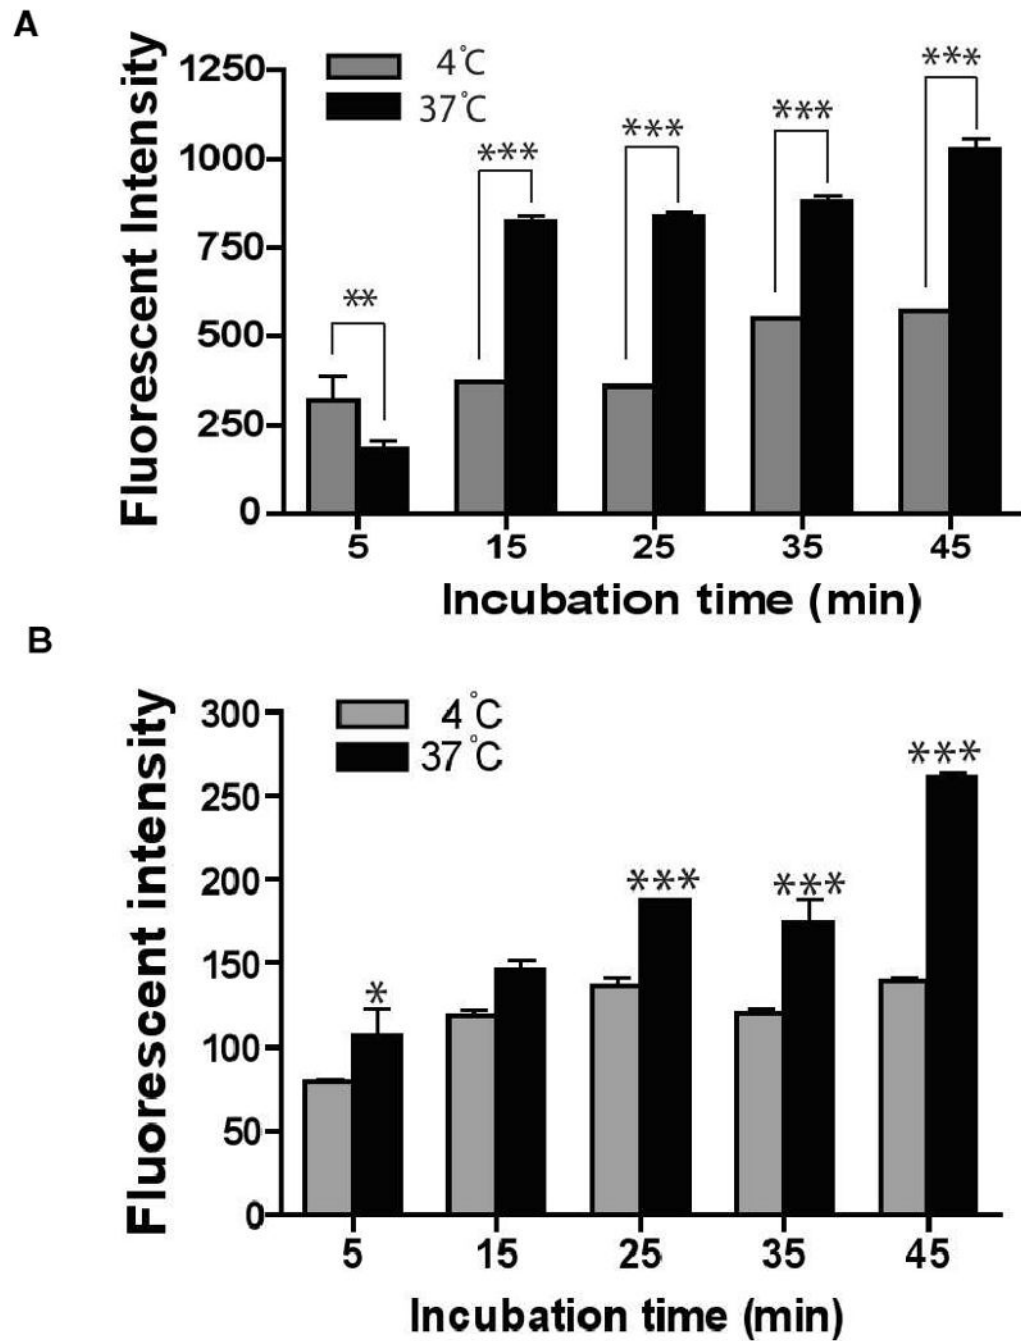 A
Fluorescent Intensity
1250
1000
750
500
250
0
4°C
37°C
**
***
***
***
***
5 15 25 35 45
Incubation time (min)
B
Fluorescent intensity
300
250
200
150
100
50
0
4°C
37°C
*
***
***
***
5 15 25 35 45
Incubation time (min)